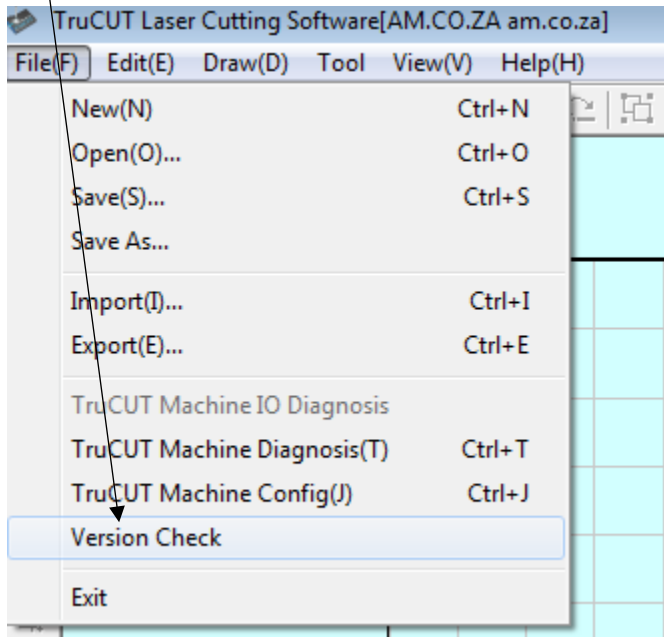 TruCUT Laser Cutting Software[AM.CO.ZA am.co.za]
File(F) Edit(E) Draw(D) Tool View(V) Help(H)
New(N) Ctrl+N
Open(O)... Ctrl+O
Save(S)... Ctrl+S
Save As...
Import(I)... Ctrl+I
Export(E)... Ctrl+E
TruCUT Machine IO Diagnosis
TruCUT Machine Diagnosis(T) Ctrl+T
TruCUT Machine Config(J) Ctrl+J
Version Check
Exit